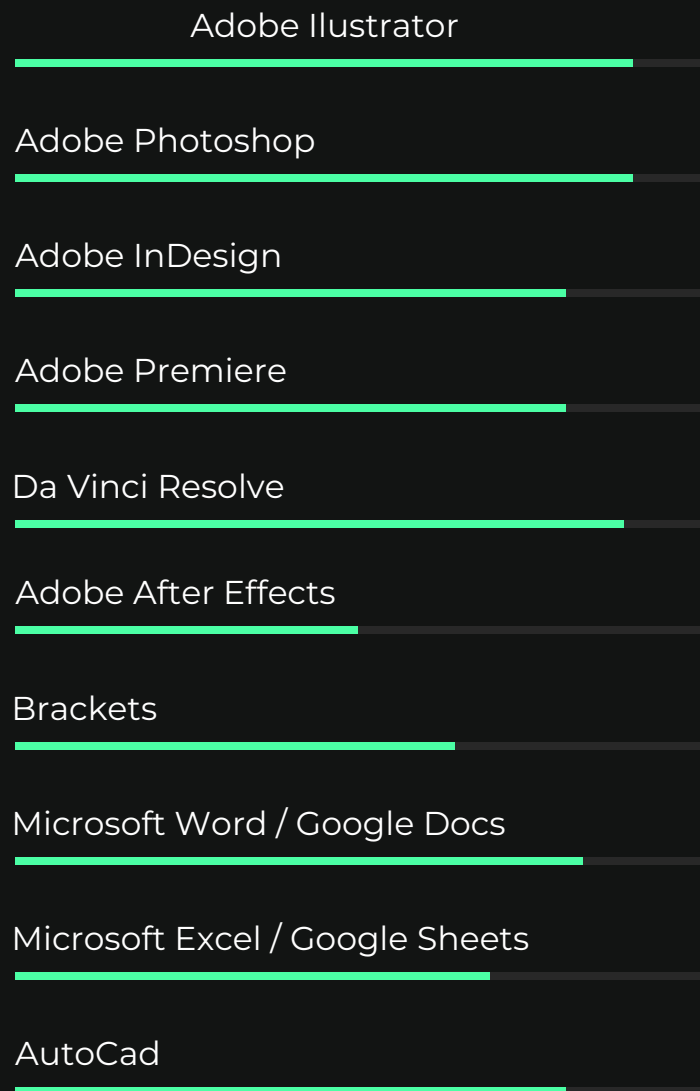 Adobe Ilustrator
Adobe Photoshop
Adobe InDesign
Adobe Premiere
Da Vinci Resolve
Adobe After Effects
Brackets
Microsoft Word / Google Docs
Microsoft Excel / Google Sheets
AutoCad